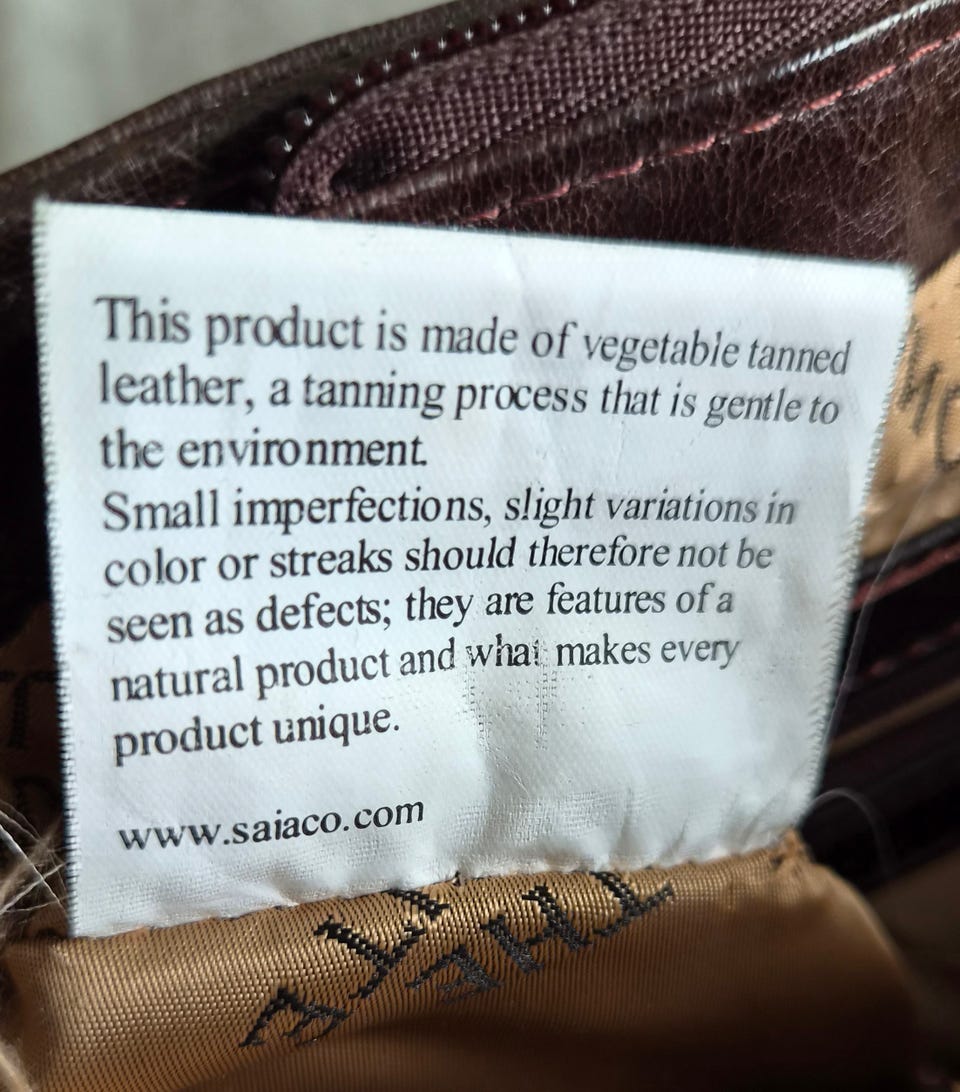 This product is made of vegetable tanned
leather, a tanning process that is gentle to
the environment.
Small imperfections, slight variations in
color or streaks should therefore not be
seen as defects; they are features of a
natural product and what makes every
product unique.
www.saiaco.com
THE